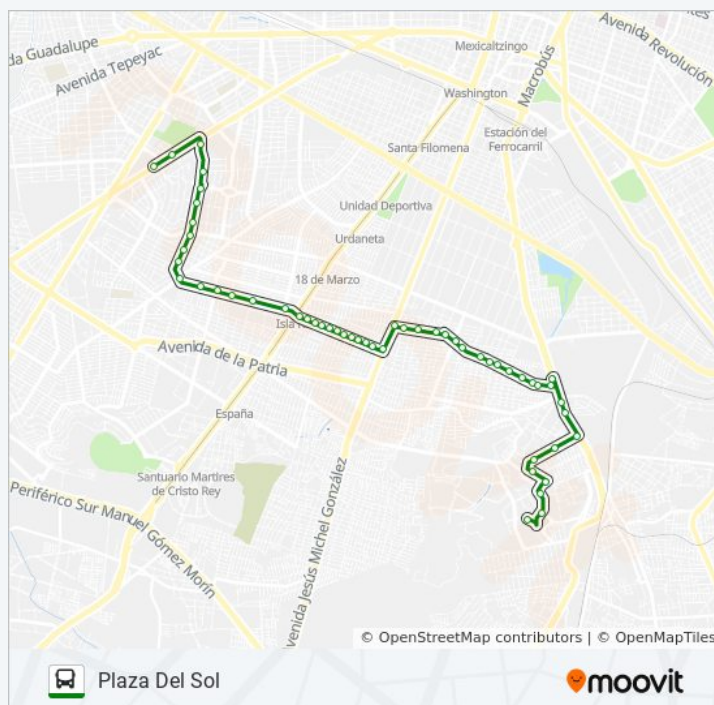 Mexicaltzingo
Avenida Revolución
da Guadalupe
Avenida Tepeyac
Macrobús
Washington
Estación del
Ferrocarril
Santa Filomena
Unidad Deportiva
Urdaneta
18 de Marzo
Isla R
Avenida de la Patria
España
Santuario Martires
de Cristo Rey
Periférico Sur Manuel Gómez Morín
venida Jesús Michel González
© OpenStreetMap contributors | © OpenMapTiles
Plaza Del Sol
moovit